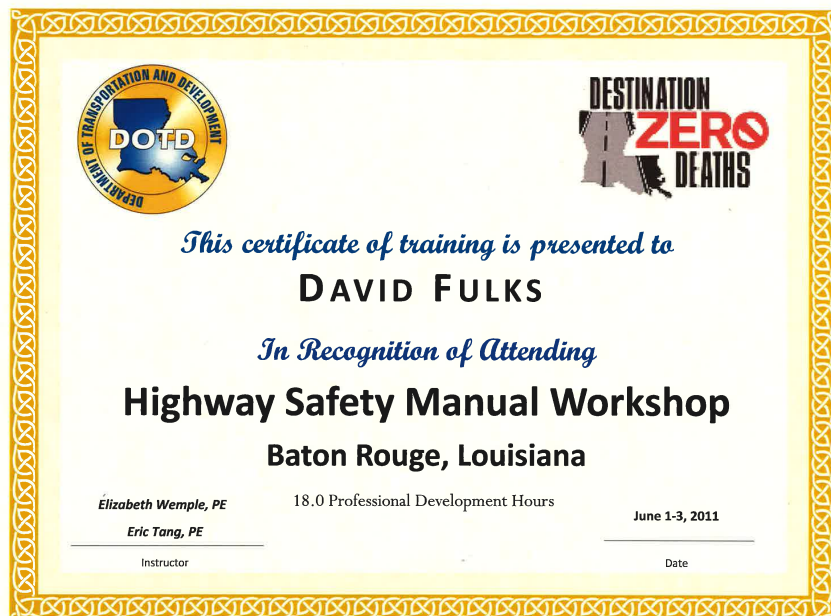 DEPARTMENT OF TRANSPORTATION AND DEVELOPMENT
DOTD
DESTINATION
ZERO
DEATHS
This certificate of training is presented to
DAVID FULKS
In Recognition of Attending
Highway Safety Manual Workshop
Baton Rouge, Louisiana
18.0 Professional Development Hours
Elizabeth Wemple, PE
Eric Tang, PE
Instructor
June 1-3, 2011
Date